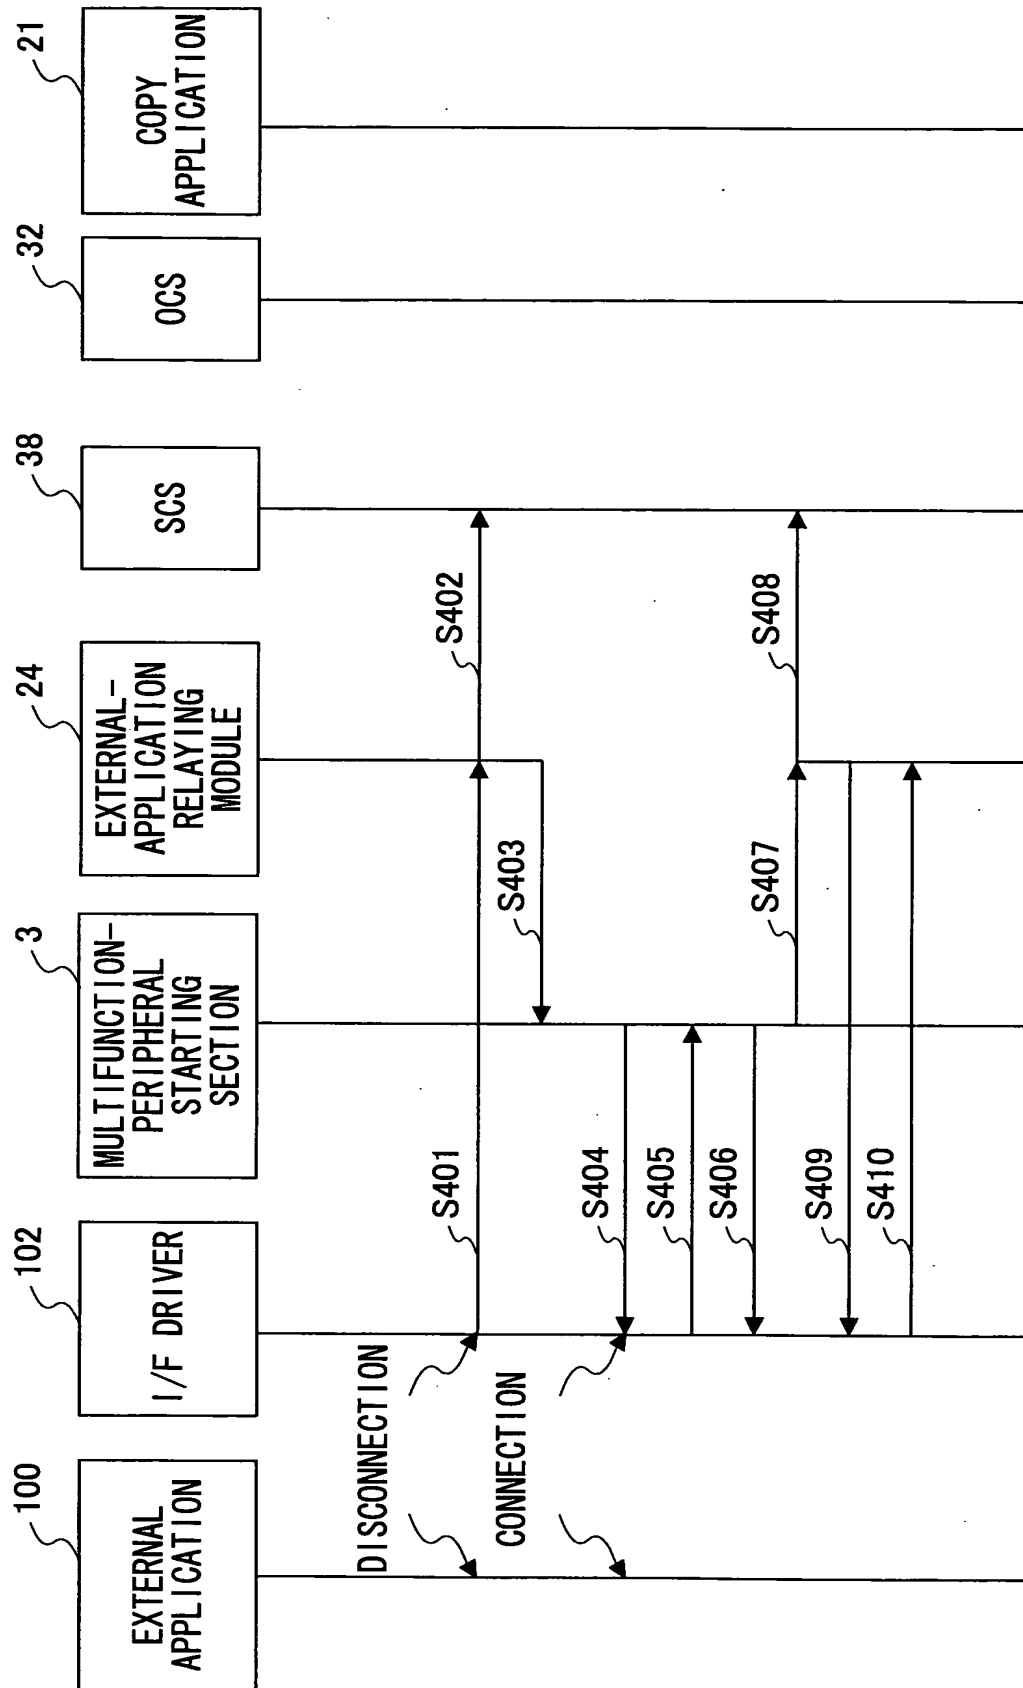 100
EXTERNAL
APPLICATION
102
I/F DRIVER
3
MULTIFUNCTION-
PERIPHERAL
STARTING
SECTION
24
EXTERNAL-
APPLICATION
RELAYING
MODULE
38
SCS
32
OCS
21
COPY
APPLICATION
DISCONNECTION
S401
S402
S403
CONNECTION
S404
S405
S406
S407
S408
S409
S410